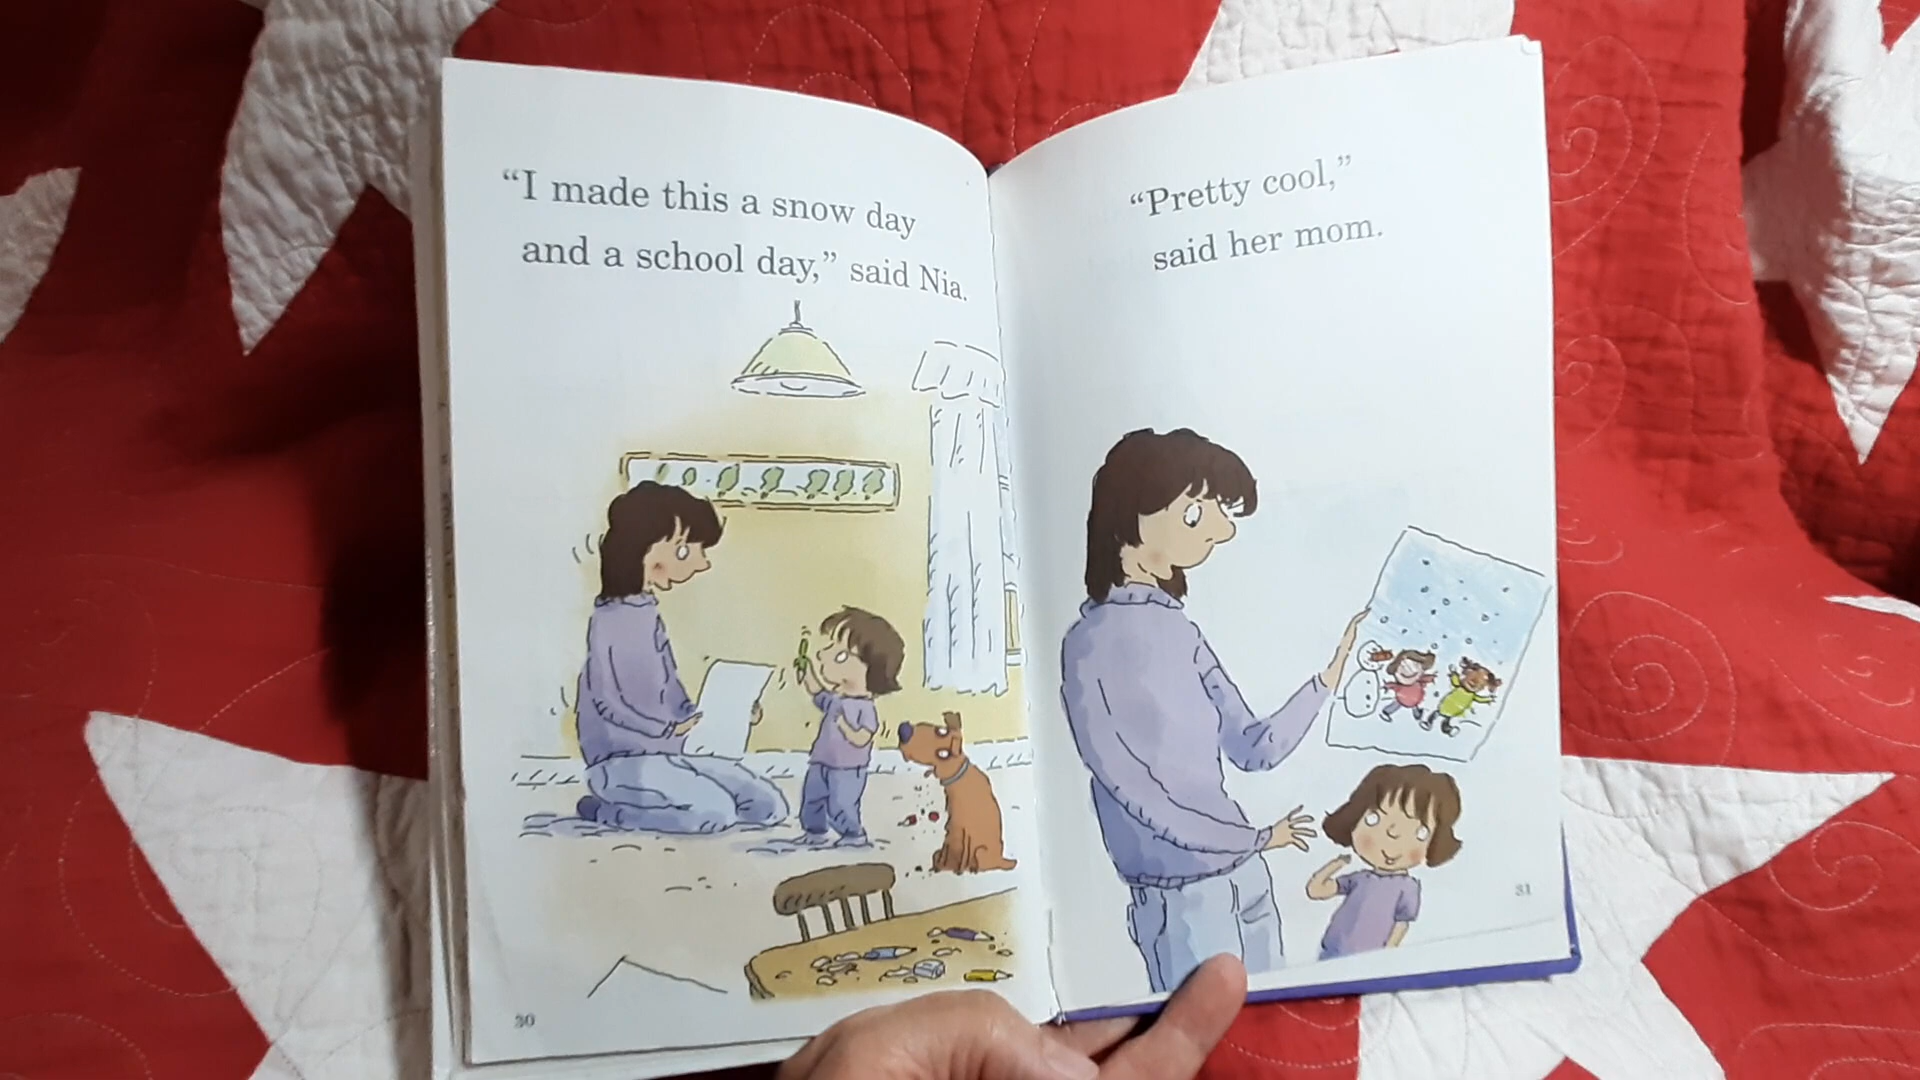 “I made this a snow day
and a school day,” said Nia.
30
“Pretty cool,”
said her mom.
31